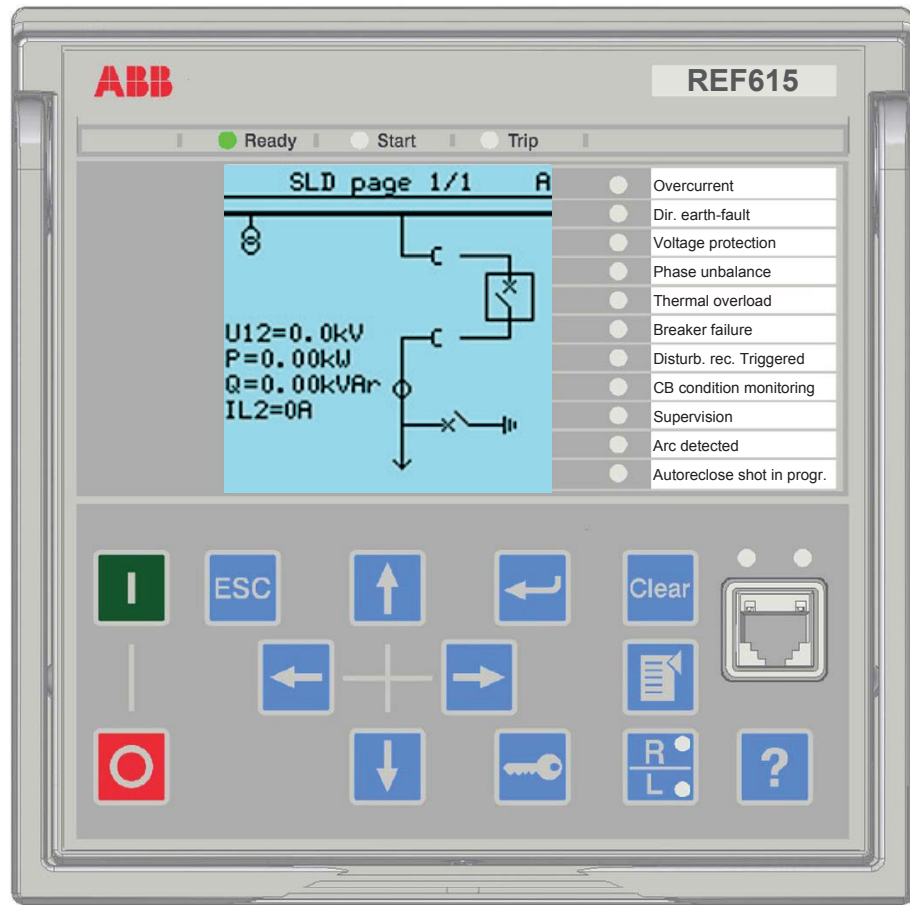 ABB
REF615
Ready Start Trip
SLD page 1/1 A
U12=0.0kV
P=0.00kW
Q=0.00kVAr
IL2=0A
Overcurrent
Dir. earth-fault
Voltage protection
Phase unbalance
Thermal overload
Breaker failure
Disturb. rec. Triggered
CB condition monitoring
Supervision
Arc detected
Autoreclose shot in progr.
I
ESC
Clear
O
R
L
?